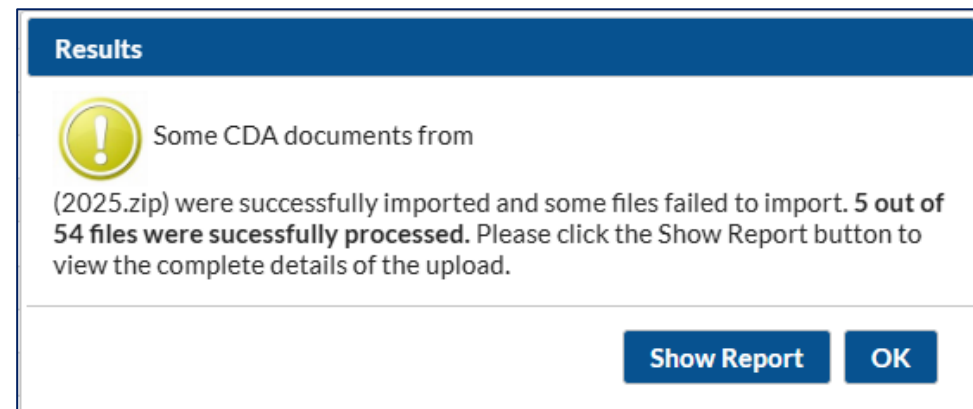 Results
Some CDA documents from
(2025.zip) were successfully imported and some files failed to import. 5 out of
54 files were sucessfully processed. Please click the Show Report button to
view the complete details of the upload.
Show Report OK